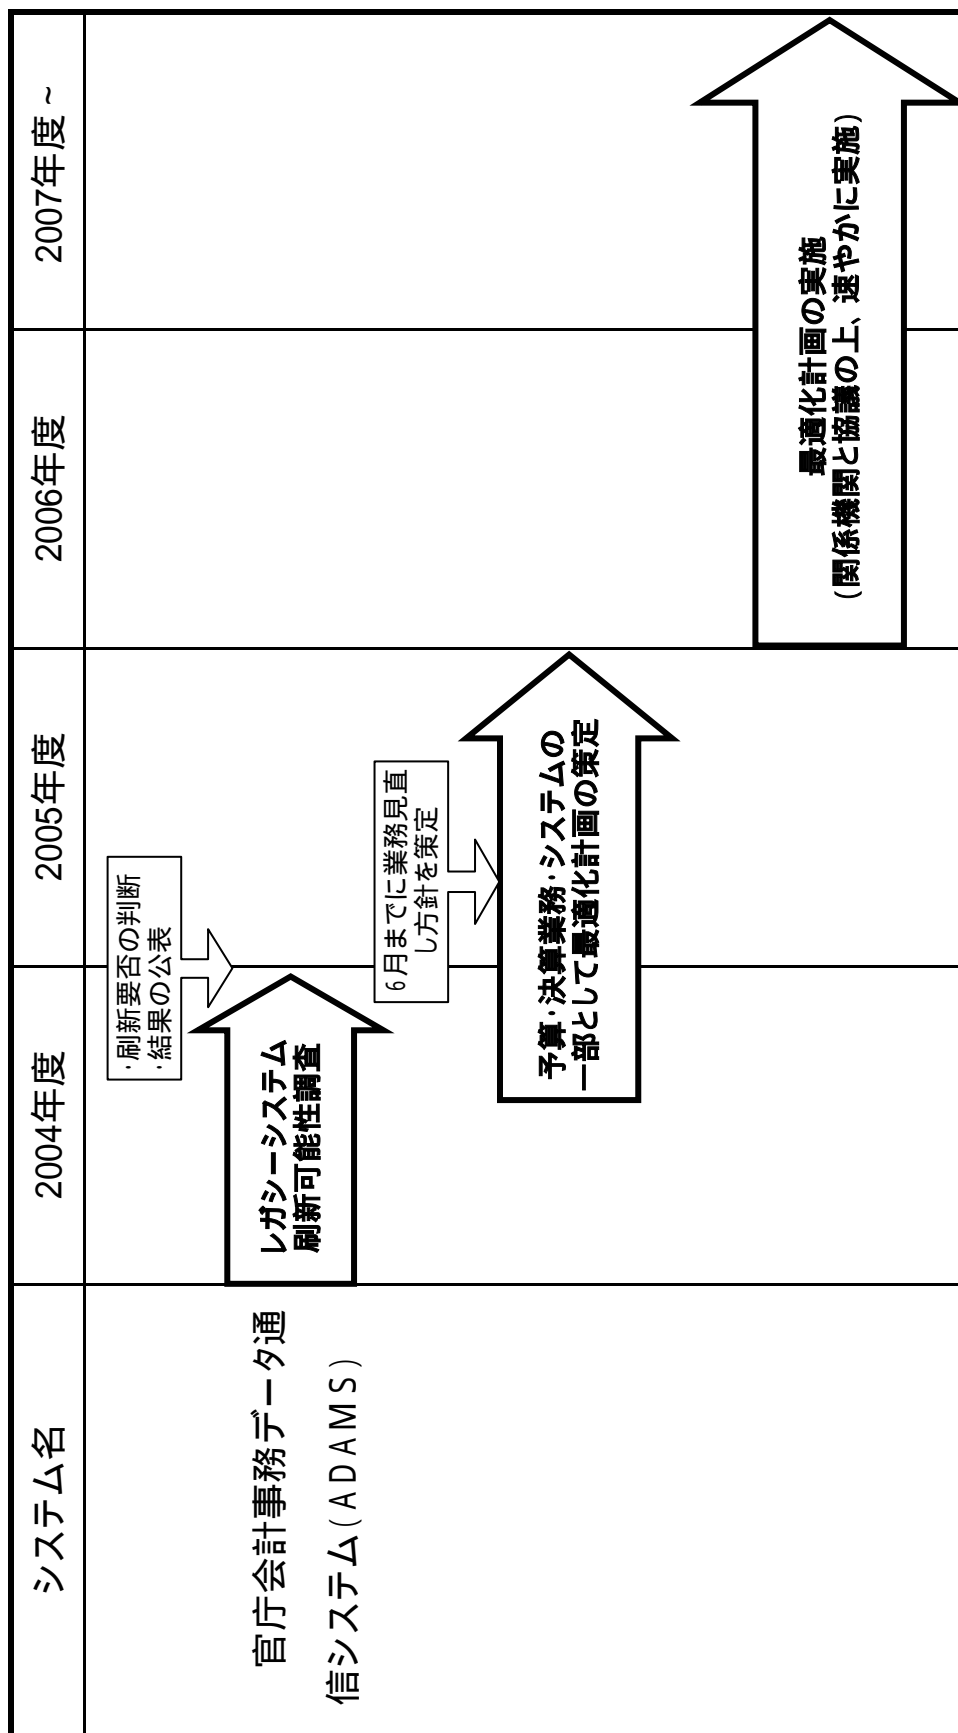 システム名
2004年度
2005年度
2006年度
2007年度～
官庁会計事務データ通
信システム(ADAMS)
レガシーシステム
刷新可能性調査
・刷新要否の判断
・結果の公表
6月までに業務見直
し方針を策定
予算・決算業務・システムの
一部として最適化計画の策定
最適化計画の実施
(関係機関と協議の上、速やかに実施)